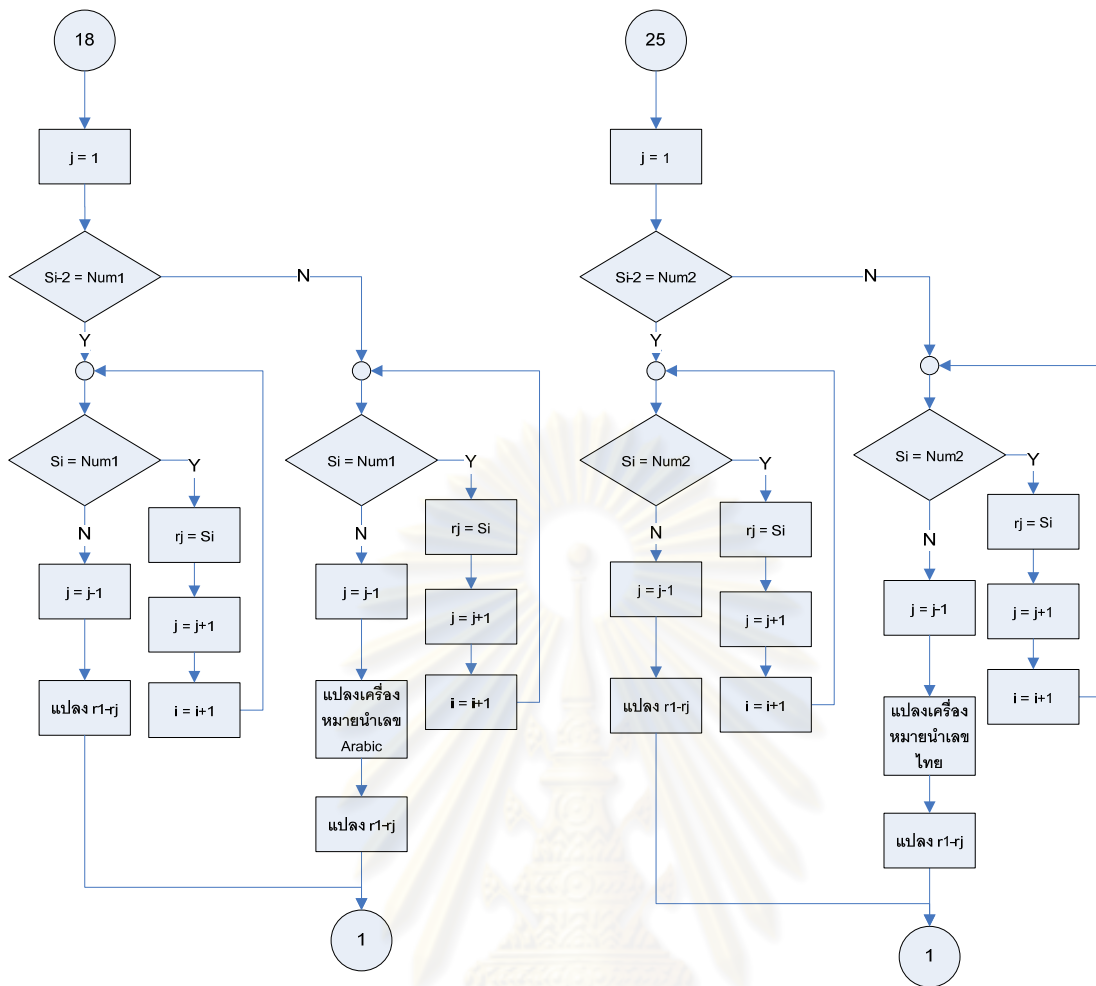 18
j = 1
Si-2 = Num1
N
Y
Si = Num1
Y
N
rj = Si
j = j-1
j = j+1
แปลง r1-rj
i = i+1
Si = Num1
Y
N
rj = Si
j = j-1
j = j+1
แปลงเครื่อง
หมายนำเลข
Arabic
i = i+1
แปลง r1-rj
1
25
j = 1
Si-2 = Num2
N
Y
Si = Num2
Y
N
rj = Si
j = j-1
j = j+1
แปลง r1-rj
i = i+1
Si = Num2
Y
N
rj = Si
j = j-1
j = j+1
แปลงเครื่อง
หมายนำเลข
ไทย
i = i+1
แปลง r1-rj
1